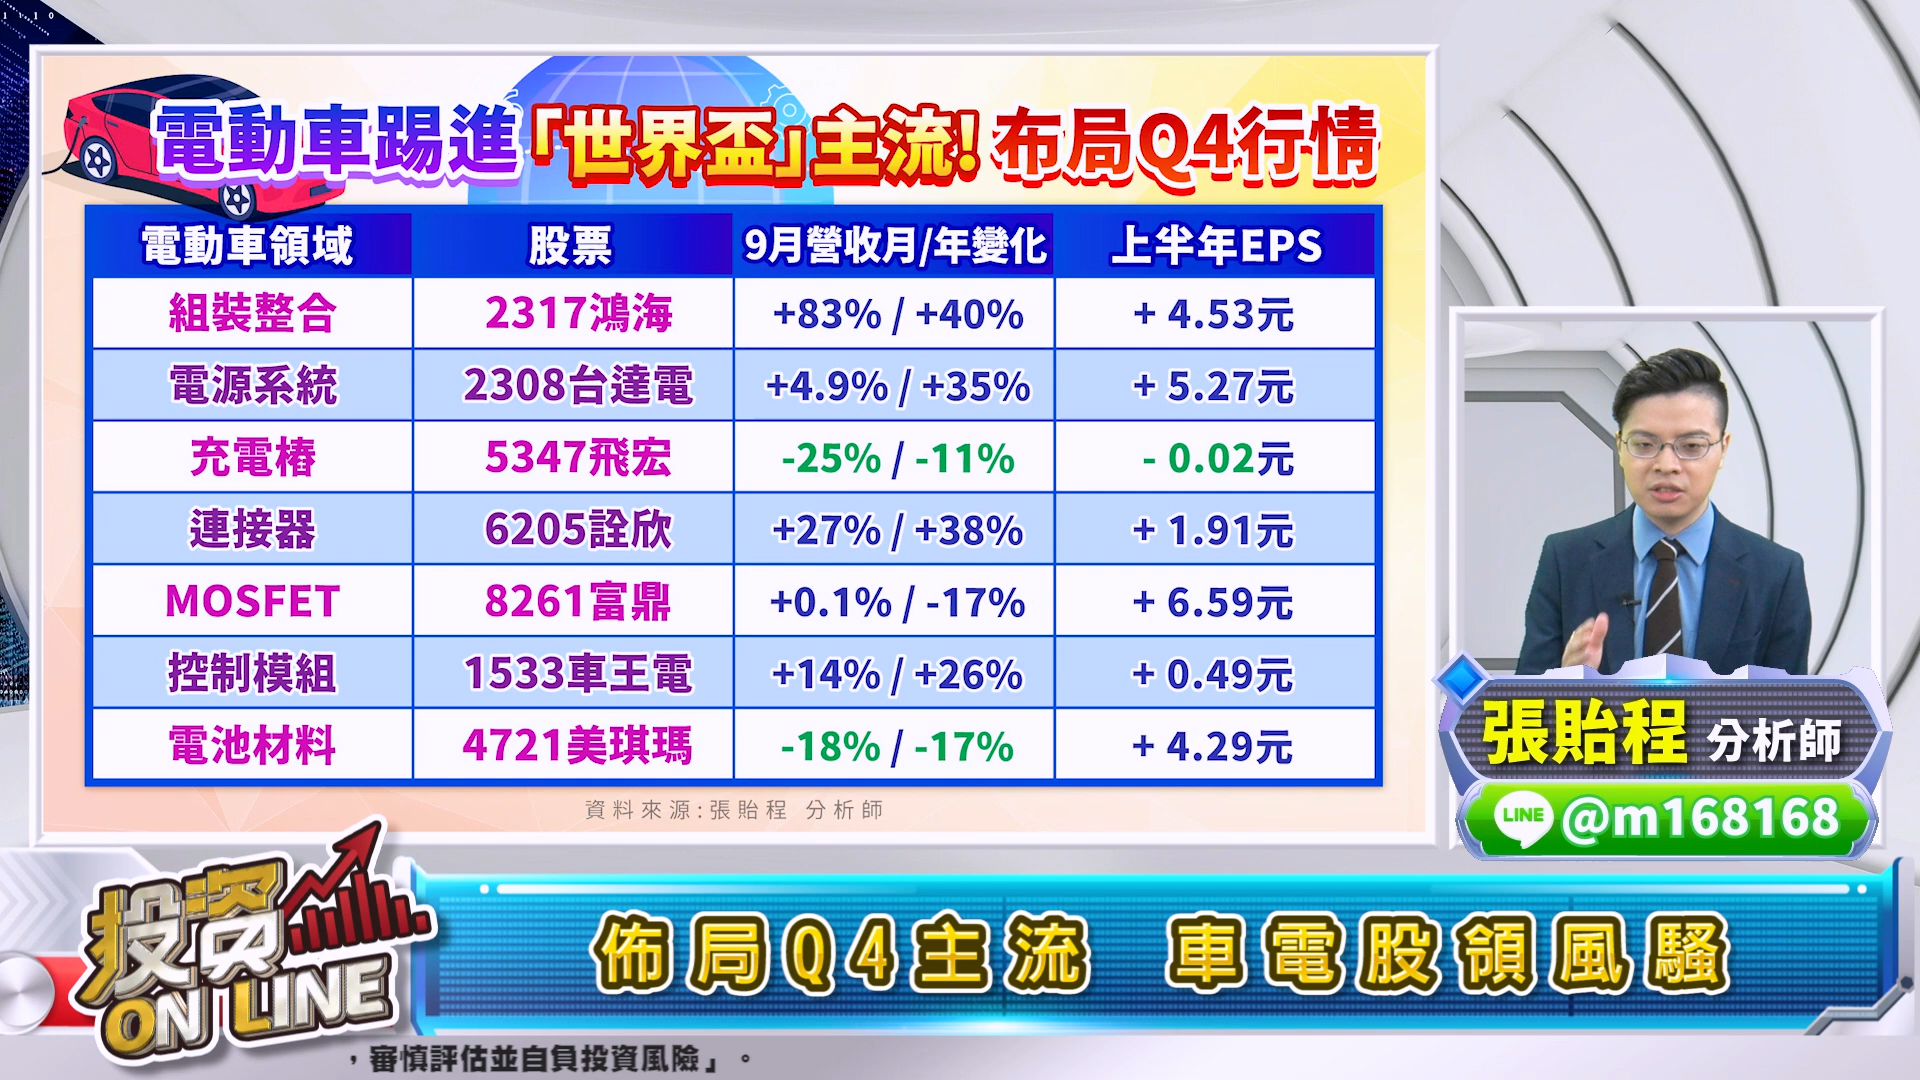 電動車踢進「世界盃」主流!布局Q4行情
電動車領域 股票 9月營收月/年變化 上半年EPS
組裝整合 2317鴻海 +83% / +40% + 4.53元
電源系統 2308台達電 +4.9% / +35% + 5.27元
充電樁 5347飛宏 -25% / -11% - 0.02元
連接器 6205詮欣 +27% / +38% + 1.91元
MOSFET 8261富鼎 +0.1% / -17% + 6.59元
控制模組 1533車王電 +14% / +26% + 0.49元
電池材料 4721美琪瑪 -18% / -17% + 4.29元
資料來源:張貽程 分析師
張貽程 分析師
LINE @m168168
投資
ON LINE
佈局Q4主流 車電股領風騷
，審慎評估並自負投資風險」。